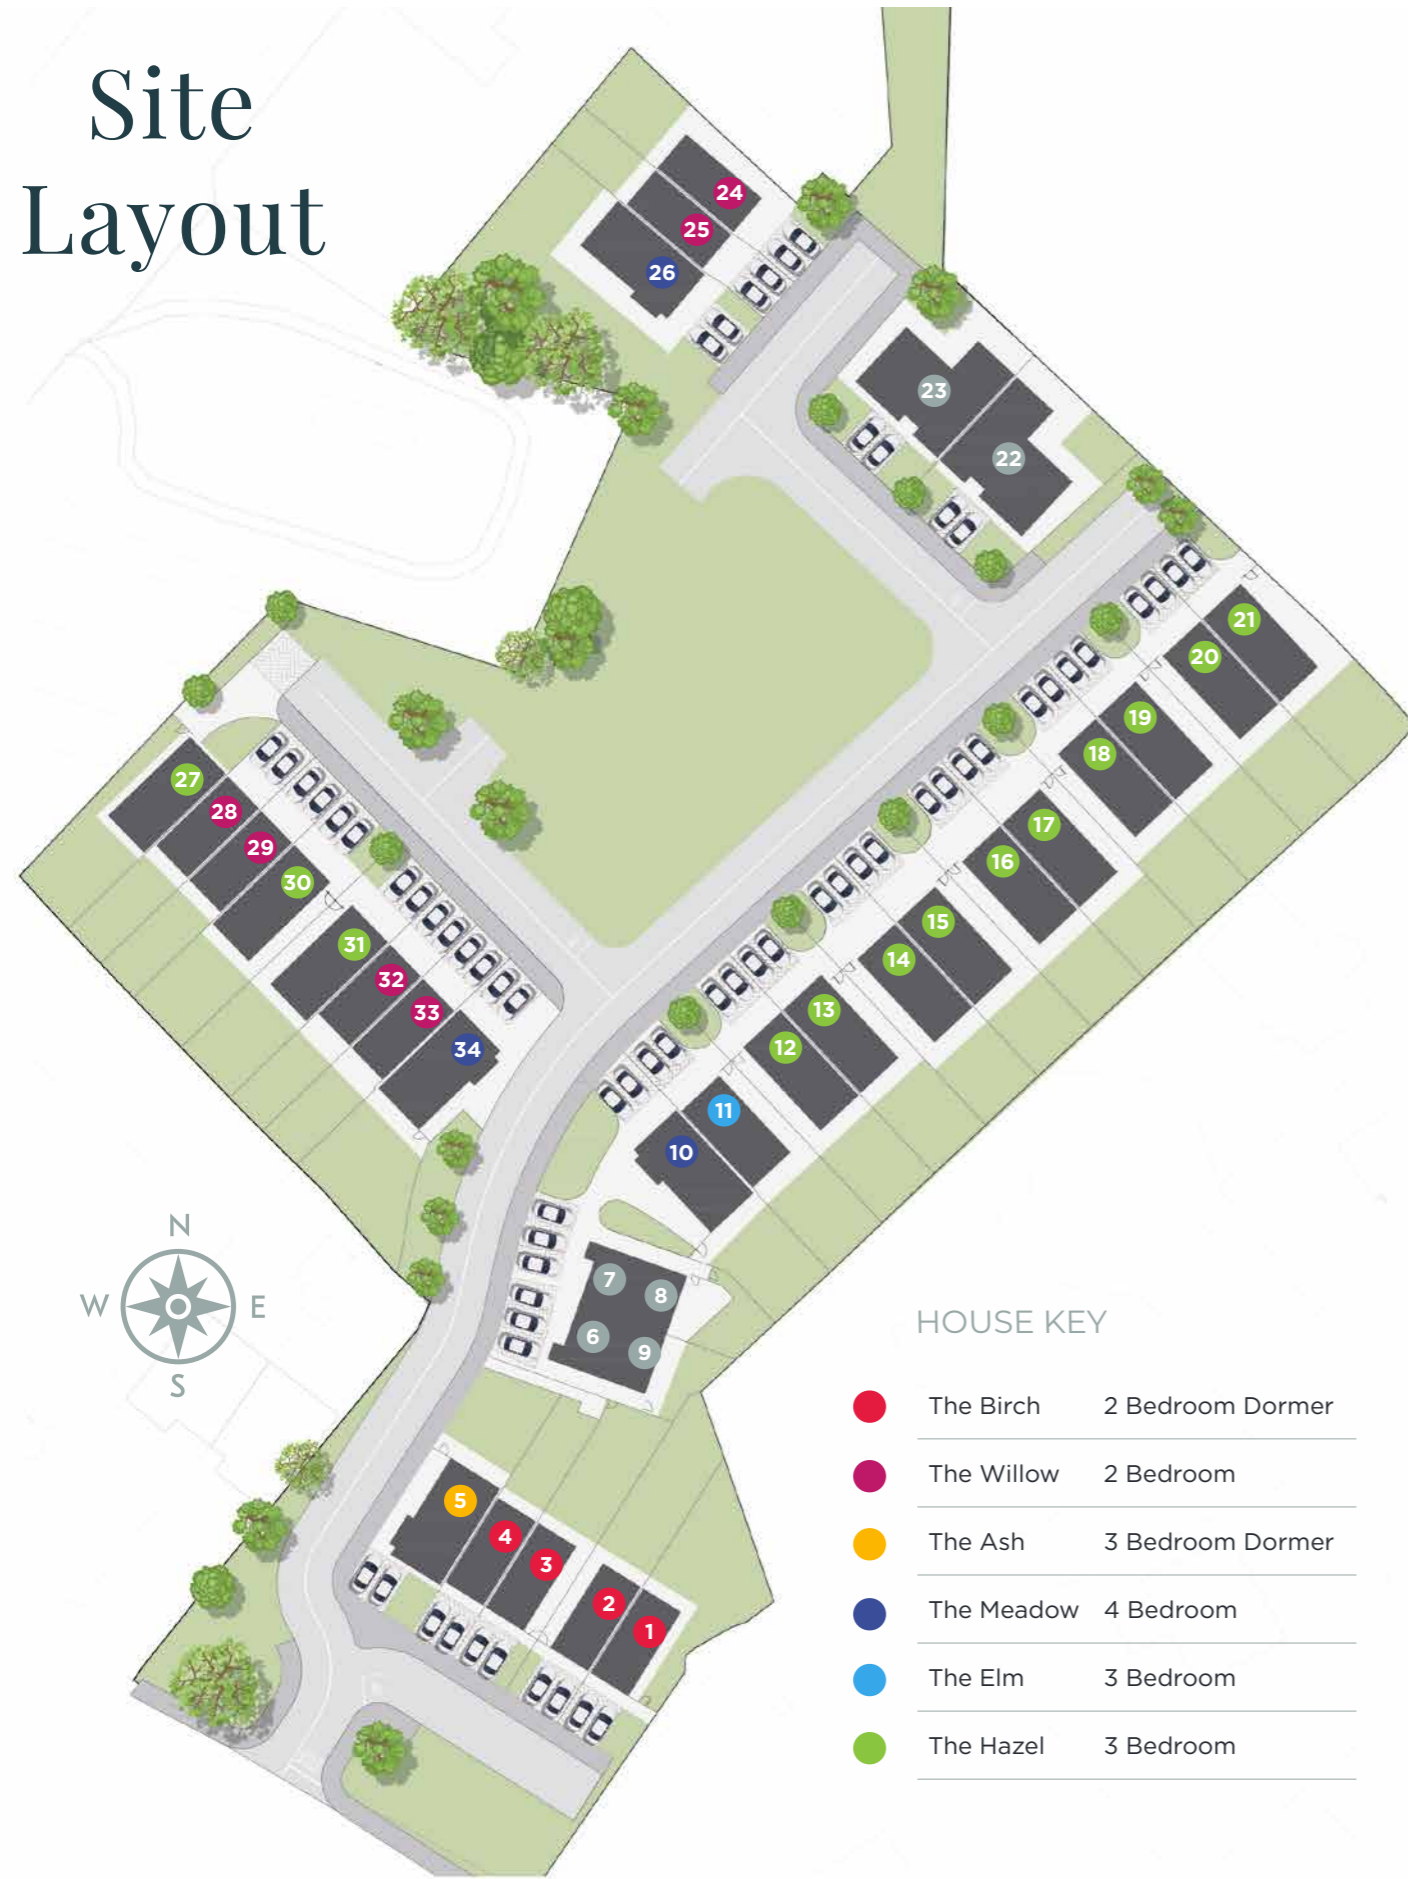 Site
Layout
24
25
26
23
22
21
20
19
18
17
16
15
14
13
12
11
10
27
28
29
30
31
32
33
34
7
8
6
9
5
4
3
2
1
N
W E
S
HOUSE KEY
The Birch 2 Bedroom Dormer
The Willow 2 Bedroom
The Ash 3 Bedroom Dormer
The Meadow 4 Bedroom
The Elm 3 Bedroom
The Hazel 3 Bedroom